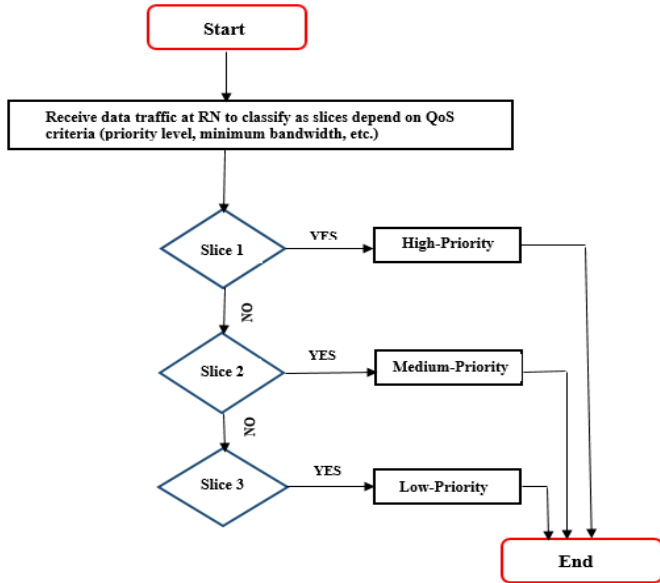 Start
Receive data traffic at RN to classify as slices depend on QoS
criteria (priority level, minimum bandwidth, etc.)
Slice 1
YES
High-Priority
NO
Slice 2
YES
Medium-Priority
NO
Slice 3
YES
Low-Priority
End